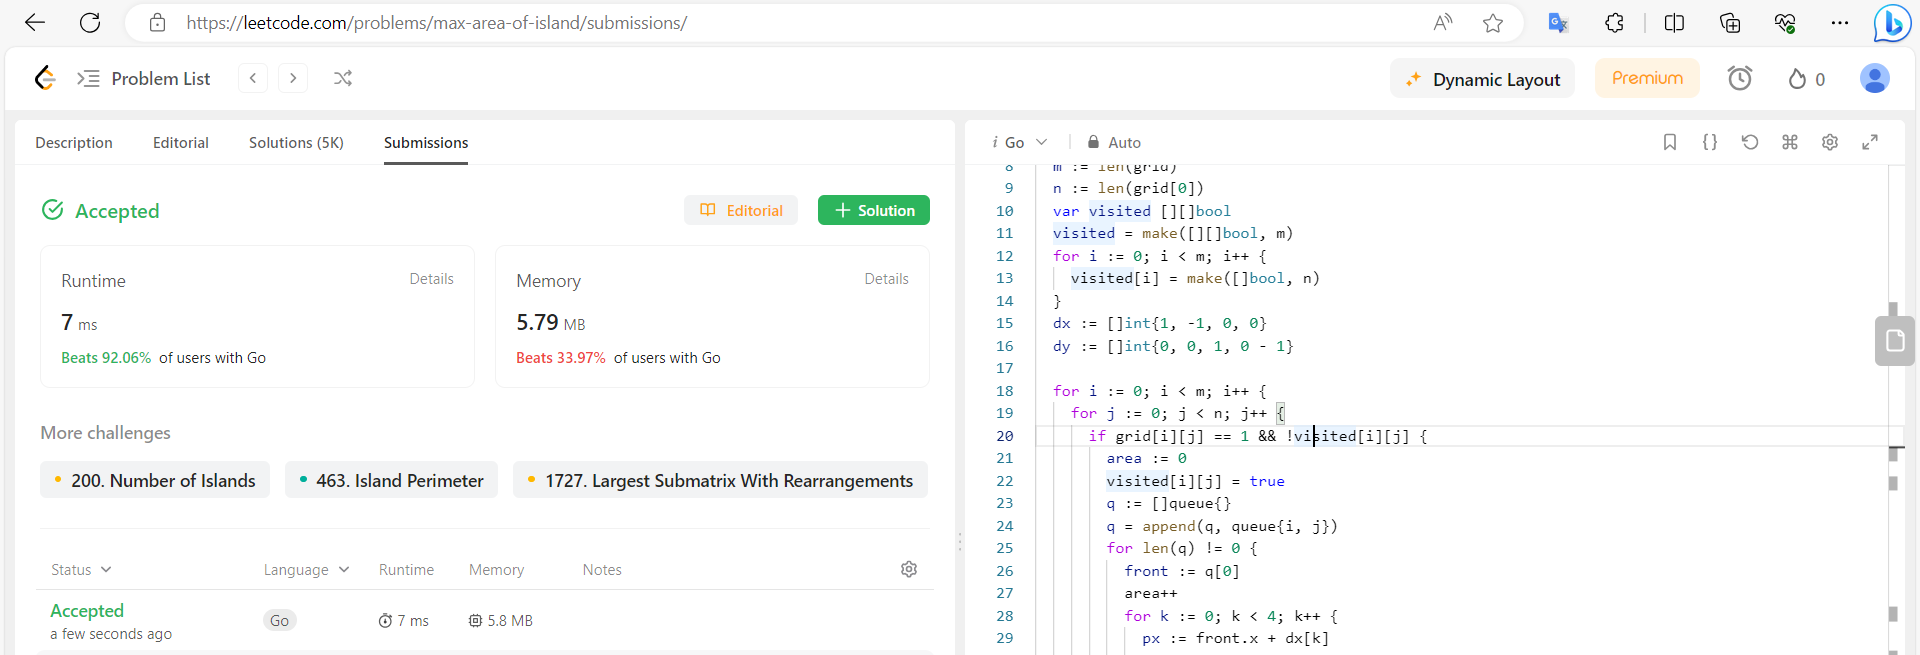 https://leetcode.com/problems/max-area-of-island/submissions/
Problem List
Dynamic Layout
Premium
0
Description Editorial Solutions (5K) Submissions
Accepted
Editorial
+ Solution
Runtime
Details
7 ms
Beats 92.06% of users with Go
Memory
Details
5.79 MB
Beats 33.97% of users with Go
More challenges
200. Number of Islands
463. Island Perimeter
1727. Largest Submatrix With Rearrangements
Status Language Runtime Memory Notes
Accepted
a few seconds ago
Go
7 ms
5.8 MB
i Go
Auto
8 m := len(grid)
9 n := len(grid[0])
10 var visited [][]bool
11 visited = make([][]bool, m)
12 for i := 0; i < m; i++ {
13 visited[i] = make([]bool, n)
14 }
15 dx := []int{1, -1, 0, 0}
16 dy := []int{0, 0, 1, 0 - 1}
17
18 for i := 0; i < m; i++ {
19 for j := 0; j < n; j++ {
20 if grid[i][j] == 1 && !visited[i][j] {
21 area := 0
22 visited[i][j] = true
23 q := []queue{}
24 q = append(q, queue{i, j})
25 for len(q) != 0 {
26 front := q[0]
27 area++
28 for k := 0; k < 4; k++ {
29 px := front.x + dx[k]